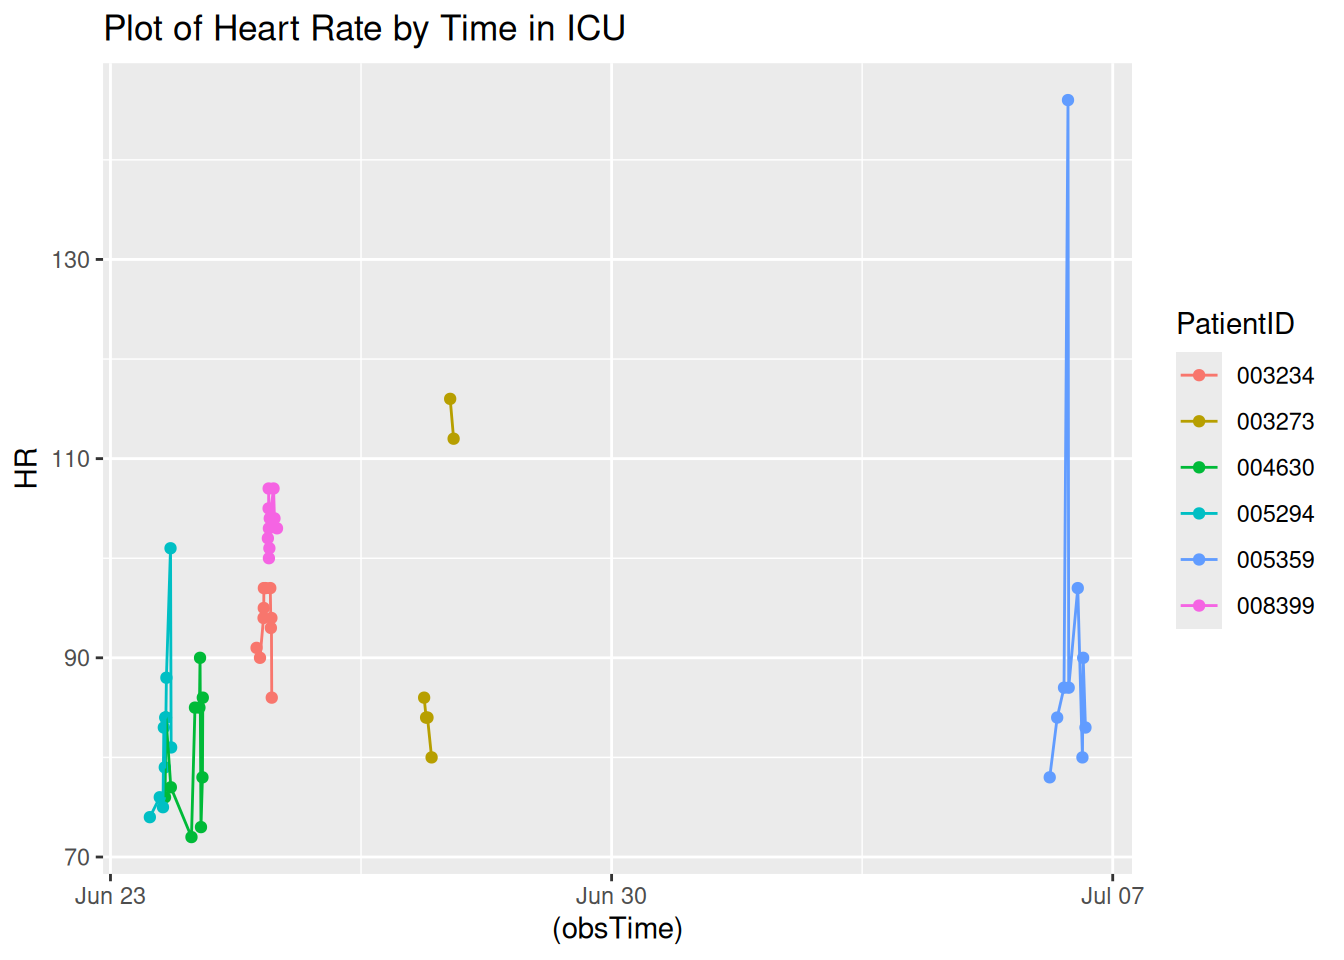 Plot of Heart Rate by Time in ICU
HR
130
110
90
70
Jun 23
Jun 30
Jul 07
(obsTime)
PatientID
003234
003273
004630
005294
005359
008399